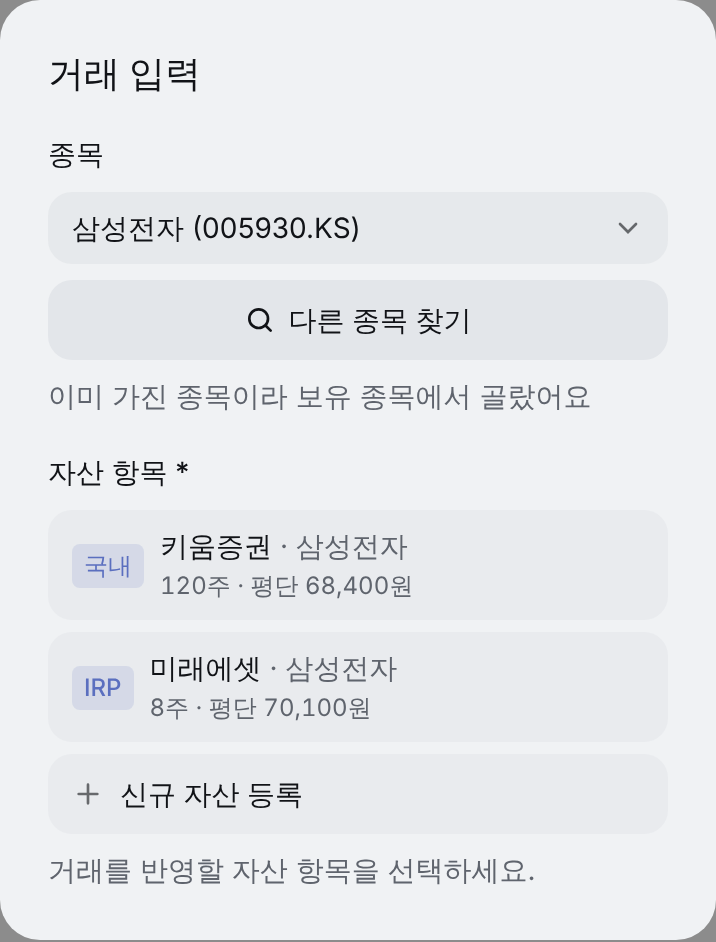 거래 입력
종목
삼성전자 (005930.KS)
다른 종목 찾기
이미 가진 종목이라 보유 종목에서 골랐어요
자산 항목 *
국내
키움증권 · 삼성전자
120주 · 평단 68,400원
IRP
미래에셋 · 삼성전자
8주 · 평단 70,100원
신규 자산 등록
거래를 반영할 자산 항목을 선택하세요.